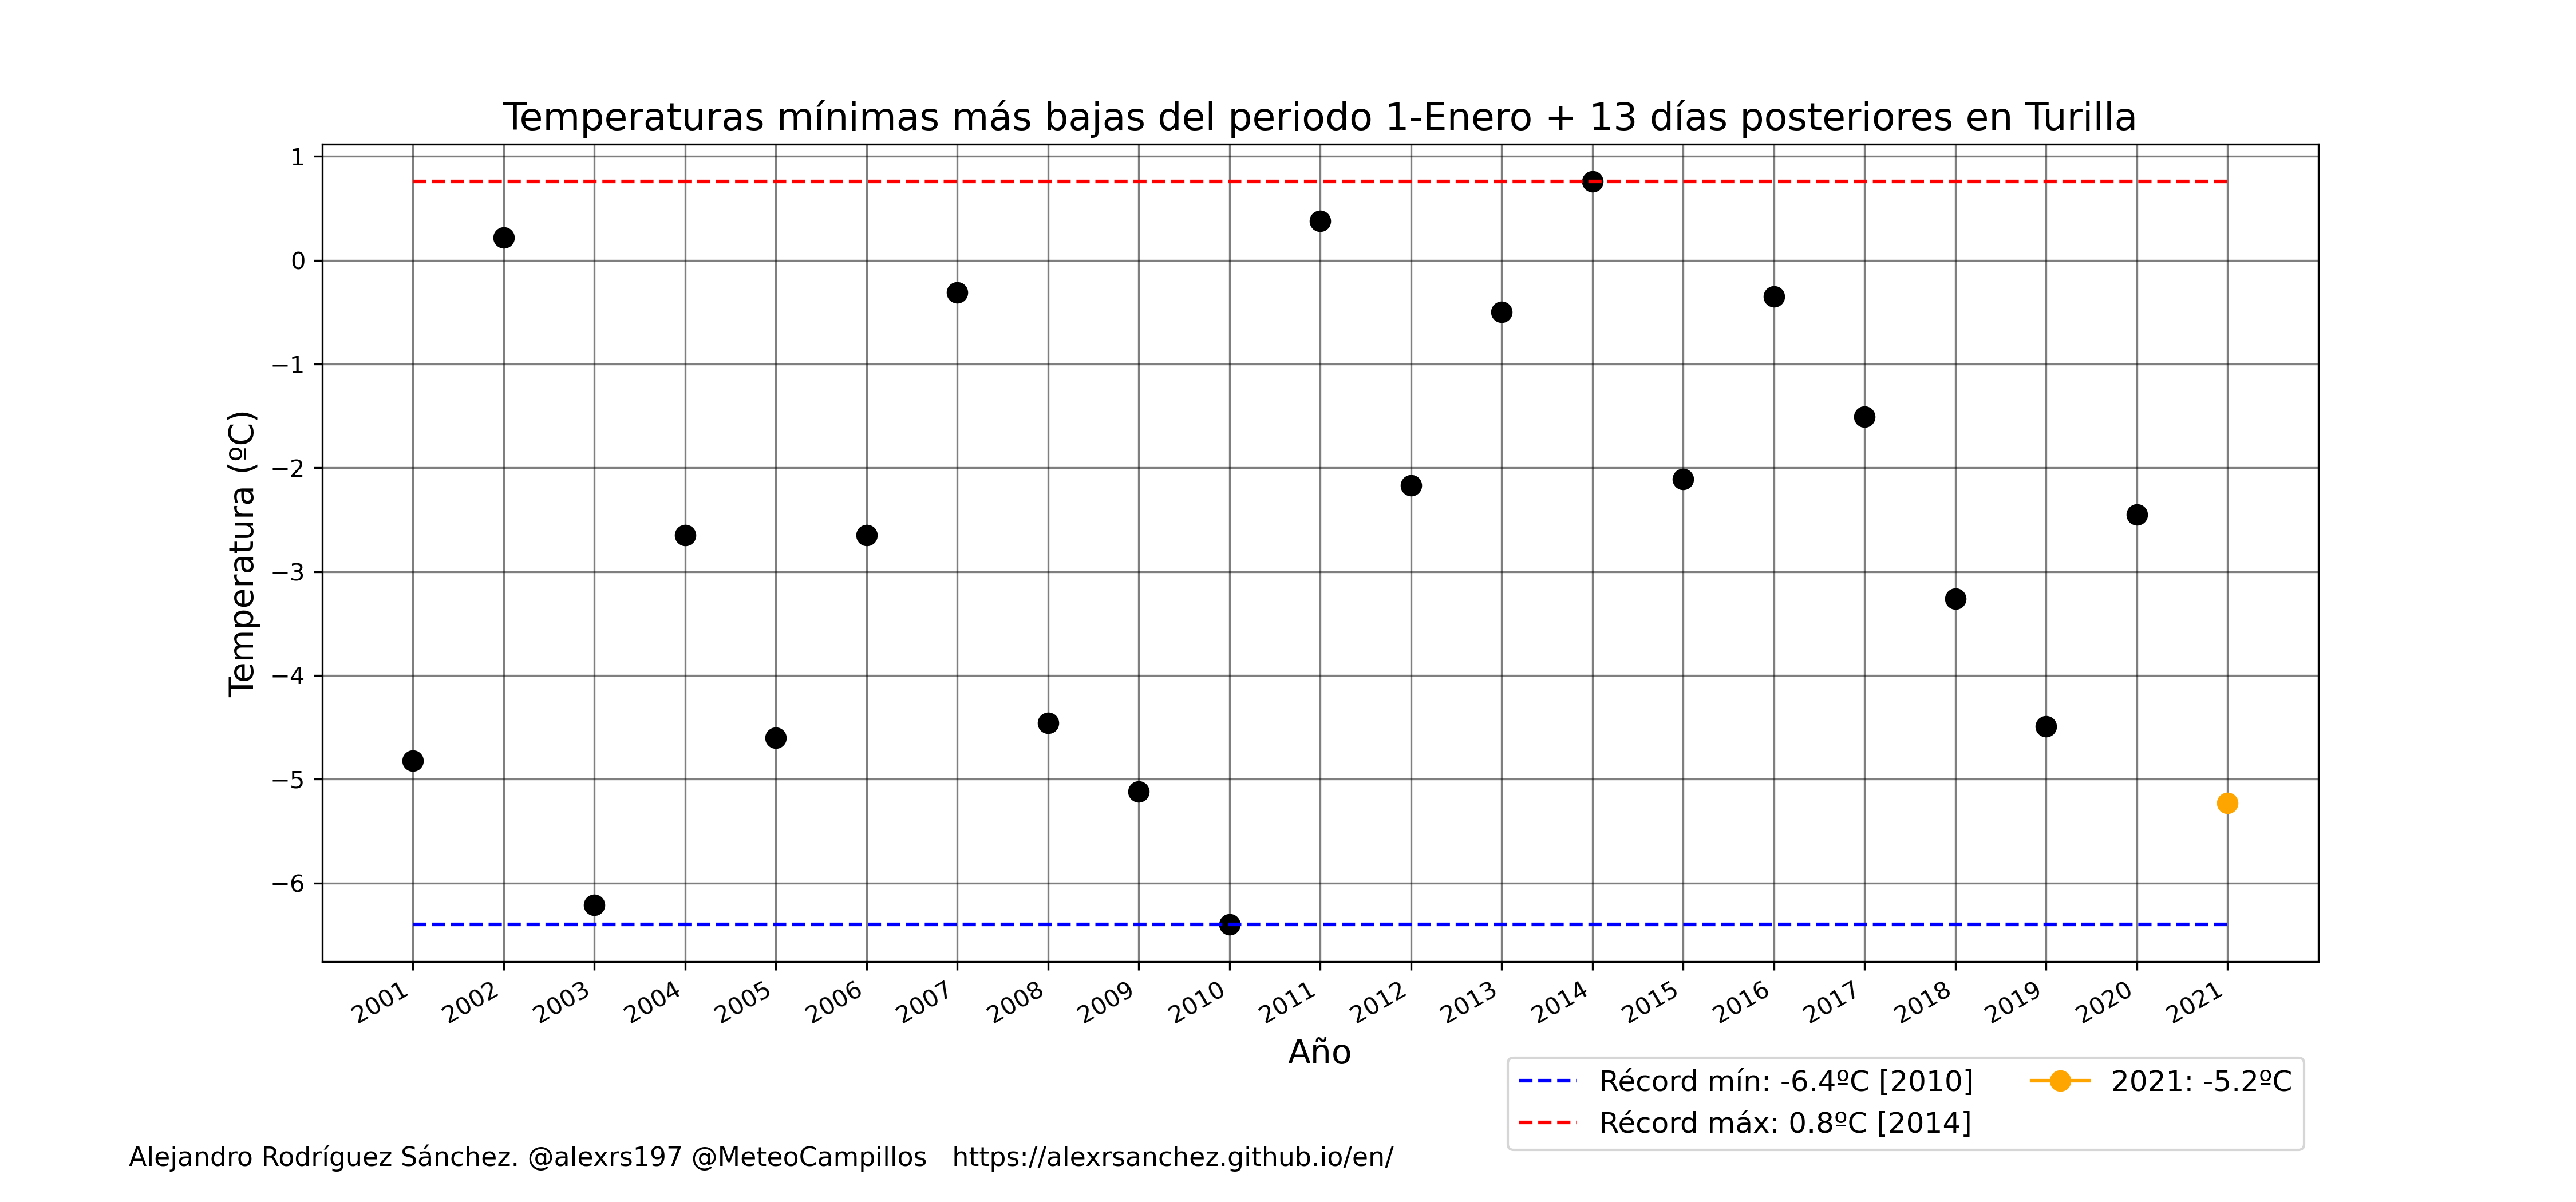 Temperaturas mínimas más bajas del periodo 1-Enero + 13 días posteriores en Turilla
Temperatura (ºC)
1
0
−1
−2
−3
−4
−5
−6
2001 2002 2003 2004 2005 2006 2007 2008 2009 2010 2011 2012 2013 2014 2015 2016 2017 2018 2019 2020 2021
Año
Récord mín: -6.4ºC [2010]
Récord máx: 0.8ºC [2014]
2021: -5.2ºC
Alejandro Rodríguez Sánchez. @alexrs197 @MeteoCampillos https://alexrsanchez.github.io/en/